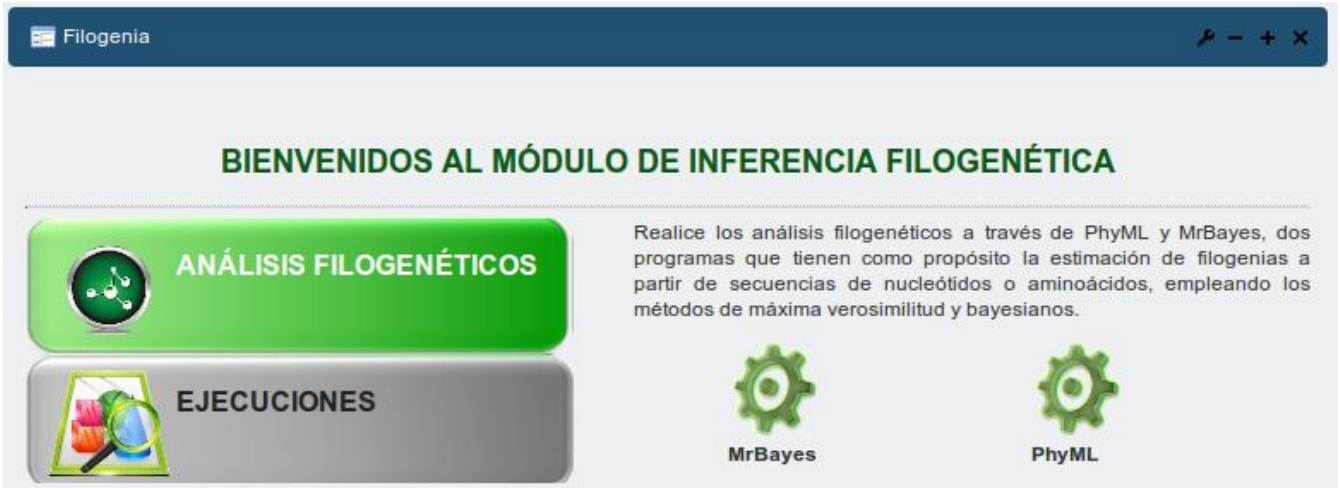 Filogenia
BIENVENIDOS AL MÓDULO DE INFERENCIA FILOGENÉTICA
ANÁLISIS FILOGENÉTICOS
EJECUCIONES
Realice los análisis filogenéticos a través de PhyML y MrBayes, dos
programas que tienen como propósito la estimación de filogenias a
partir de secuencias de nucleótidos o aminoácidos, empleando los
métodos de máxima verosimilitud y bayesianos.
MrBayes
PhyML